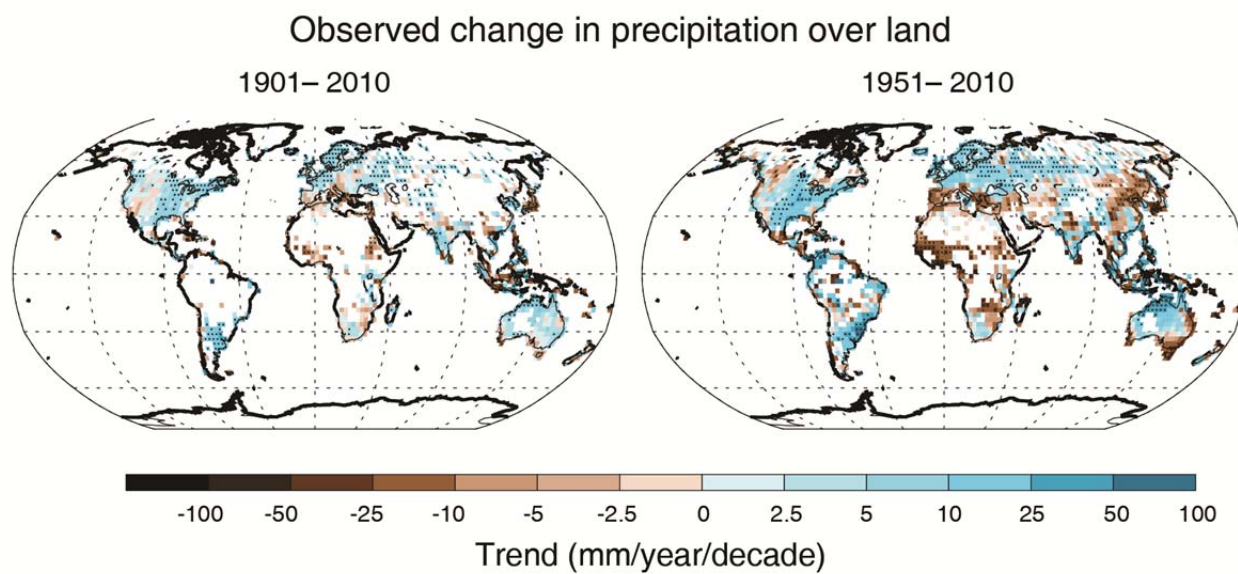 Observed change in precipitation over land
1901– 2010
1951– 2010
-100 -50 -25 -10 -5 -2.5 0 2.5 5 10 25 50 100
Trend (mm/year/decade)